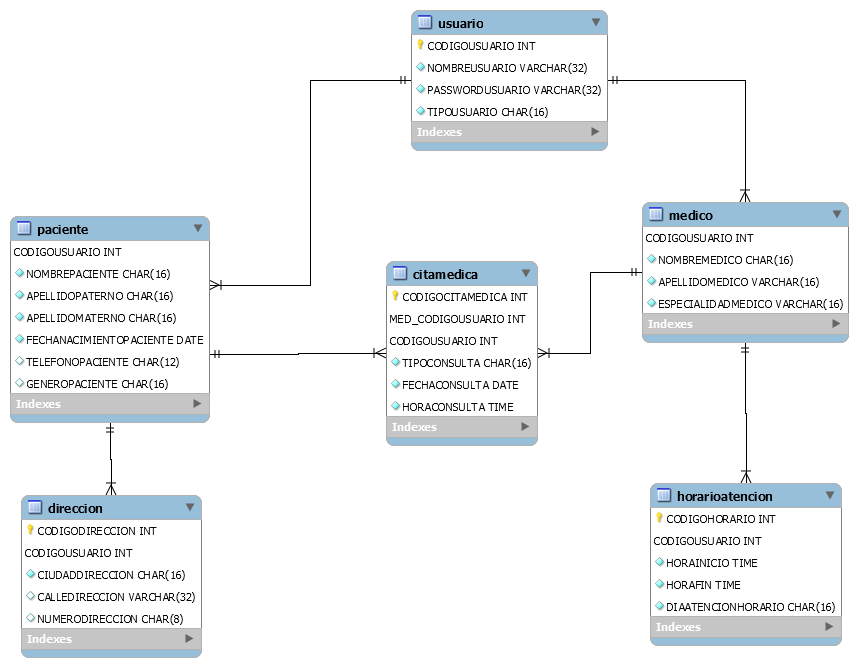 usuario
CODIGOUSUARIO INT
NOMBREUSUARIO VARCHAR(32)
PASSWORDUSUARIO VARCHAR(32)
TIPOUSUARIO CHAR(16)
Indexes
paciente
CODIGOUSUARIO INT
NOMBREPACIENTE CHAR(16)
APELLIDOPATERNO CHAR(16)
APELLIDOMATERNO CHAR(16)
FECHANACIMIENTOPACIENTE DATE
TELEFONOPACIENTE CHAR(12)
GENEROPACIENTE CHAR(16)
Indexes
citamedica
CODIGOCITAMEDICA INT
MED_CODIGOUSUARIO INT
CODIGOUSUARIO INT
TIPOCONSULTA CHAR(16)
FECHACONSULTA DATE
HORACONSULTA TIME
Indexes
medico
CODIGOUSUARIO INT
NOMBREMEDICO CHAR(16)
APELLIDOMEDICO VARCHAR(16)
ESPECIALIDADMEDICO VARCHAR(16)
Indexes
direccion
CODIGODIRECCION INT
CODIGOUSUARIO INT
CIUDADDIRECCION CHAR(16)
CALLEDIRECCION VARCHAR(32)
NUMERODIRECCION CHAR(8)
Indexes
horarioatencion
CODIGOHORARIO INT
CODIGOUSUARIO INT
HORAINICIO TIME
HORAFIN TIME
DIAATENCIONHORARIO CHAR(16)
Indexes